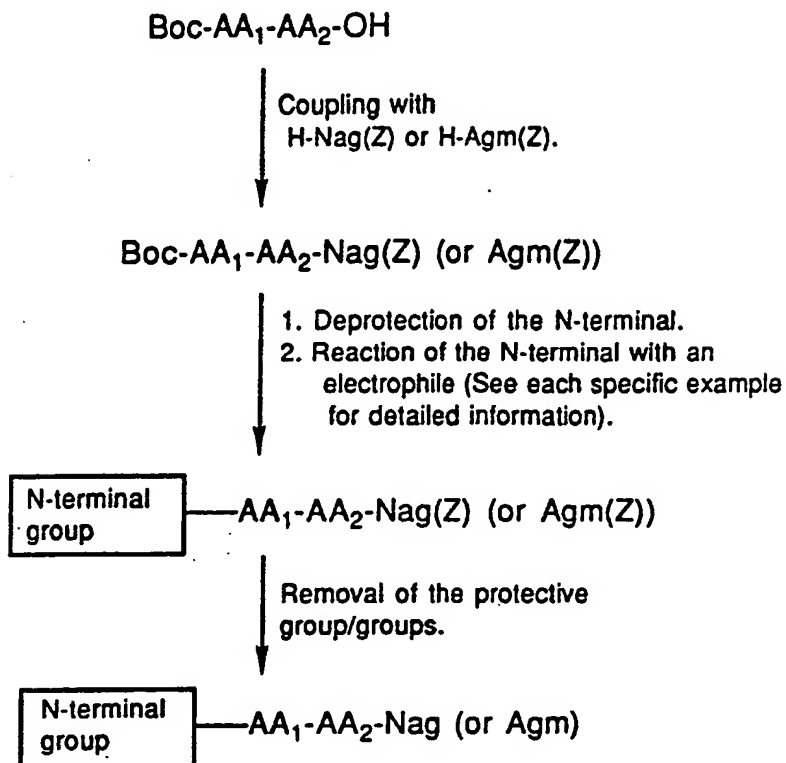 Boc-AA₁-AA₂-OH
Coupling with
H-Nag(Z) or H-Agm(Z).
Boc-AA₁-AA₂-Nag(Z) (or Agm(Z))
1. Deprotection of the N-terminal.
2. Reaction of the N-terminal with an
electrophile (See each specific example
for detailed information).
N-terminal
group
AA₁-AA₂-Nag(Z) (or Agm(Z))
Removal of the protective
group/groups.
N-terminal
group
AA₁-AA₂-Nag (or Agm)